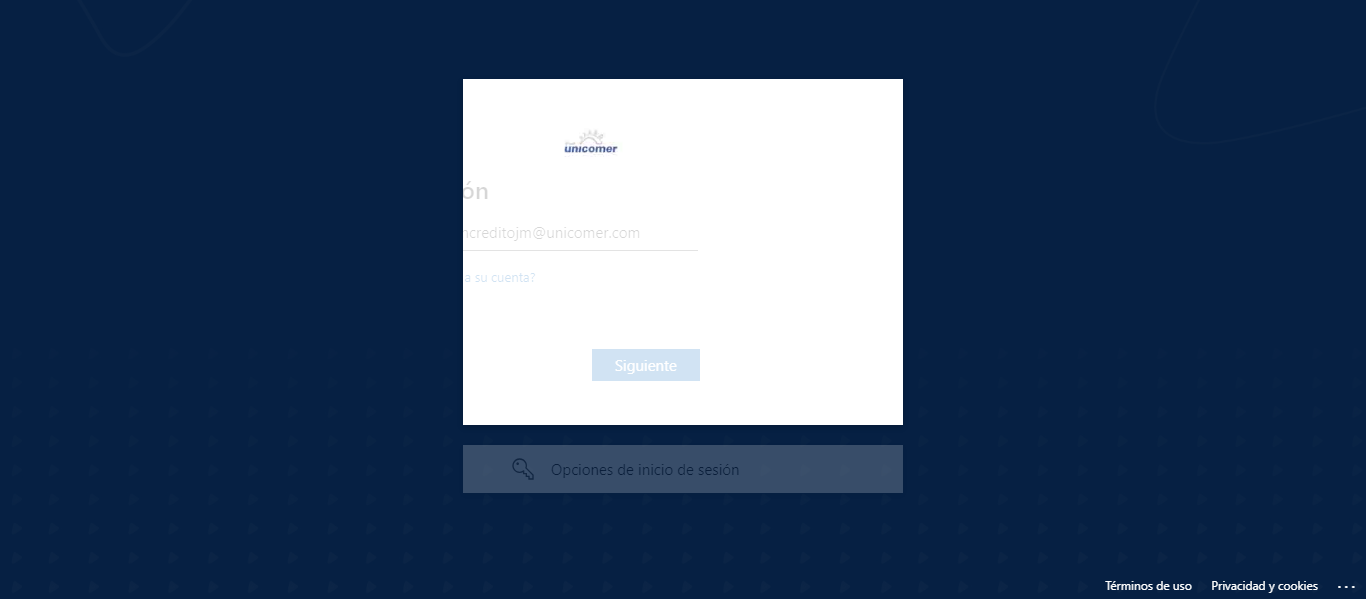 unicomer
ón
ncreditojm@unicomer.com
a su cuenta?
Siguiente
Opciones de inicio de sesión
Términos de uso Privacidad y cookies ...